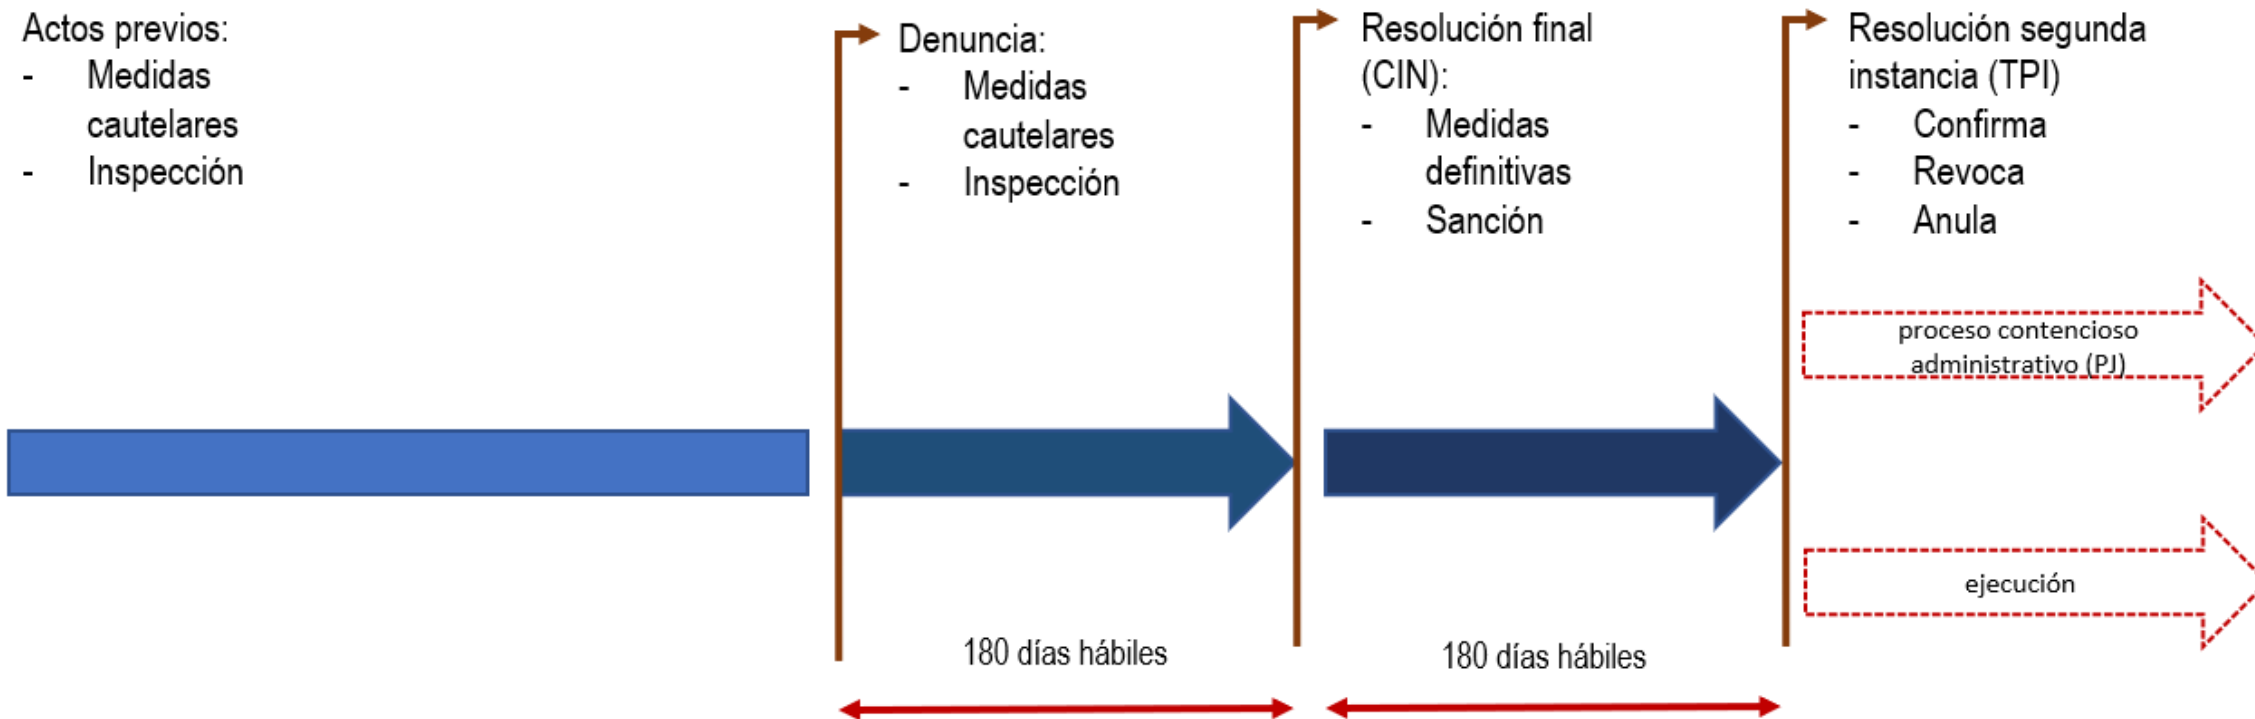 Actos previos:
- Medidas
cautelares
- Inspección
Denuncia:
- Medidas
cautelares
- Inspección
Resolución final
(CIN):
- Medidas
definitivas
- Sanción
Resolución segunda
instancia (TPI)
- Confirma
- Revoca
- Anula
proceso contencioso
administrativo (PJ)
ejecución
180 días hábiles
180 días hábiles